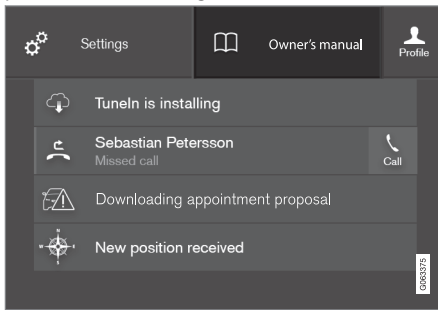 Settings
Owner's manual
Profile
TuneIn is installing
Sebastian Petersson
Missed call
Call
Downloading appointment proposal
N
W E
S
New position received
G063375